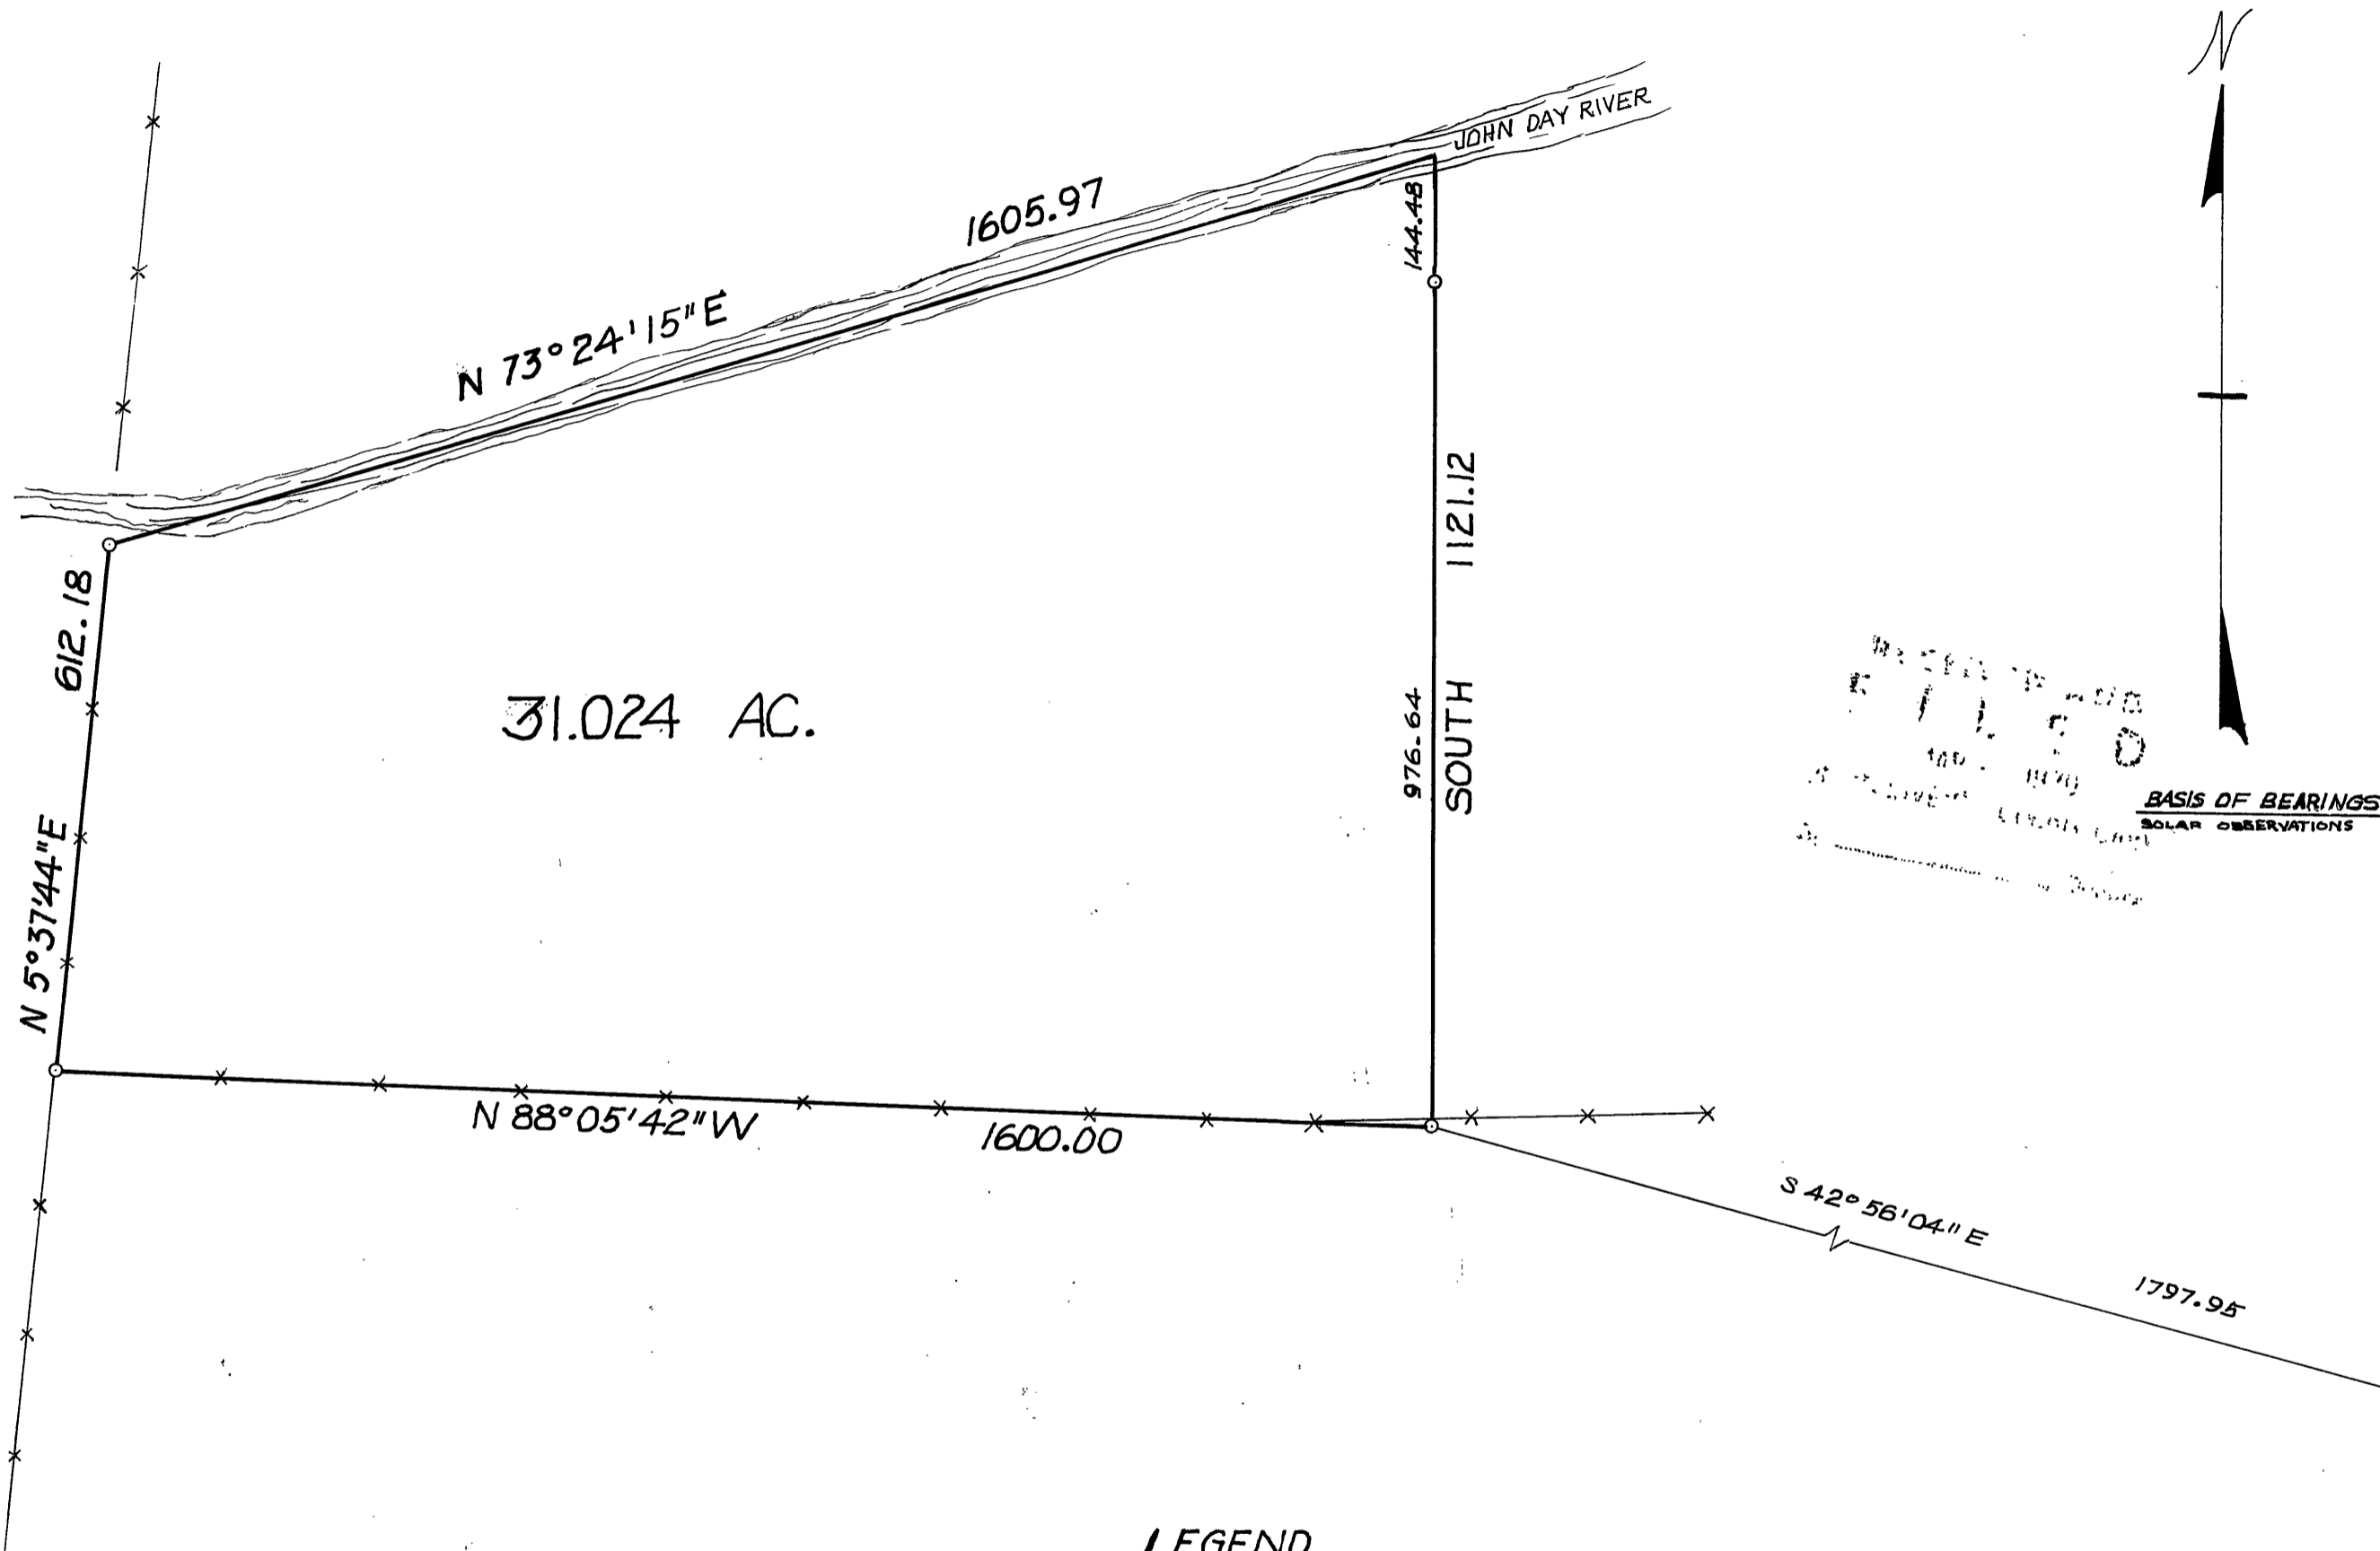 N
JOHN DAY RIVER
1605.97
144.48
N 73° 24' 15" E
1121.12
612.18
31.024 AC.
976.64
SOUTH
N 5°37'44"E
BASIS OF BEARINGS
SOLAR OBSERVATIONS
N 88°05'42" W
1600.00
S 42° 56' 04" E
1797.95
LEGEND